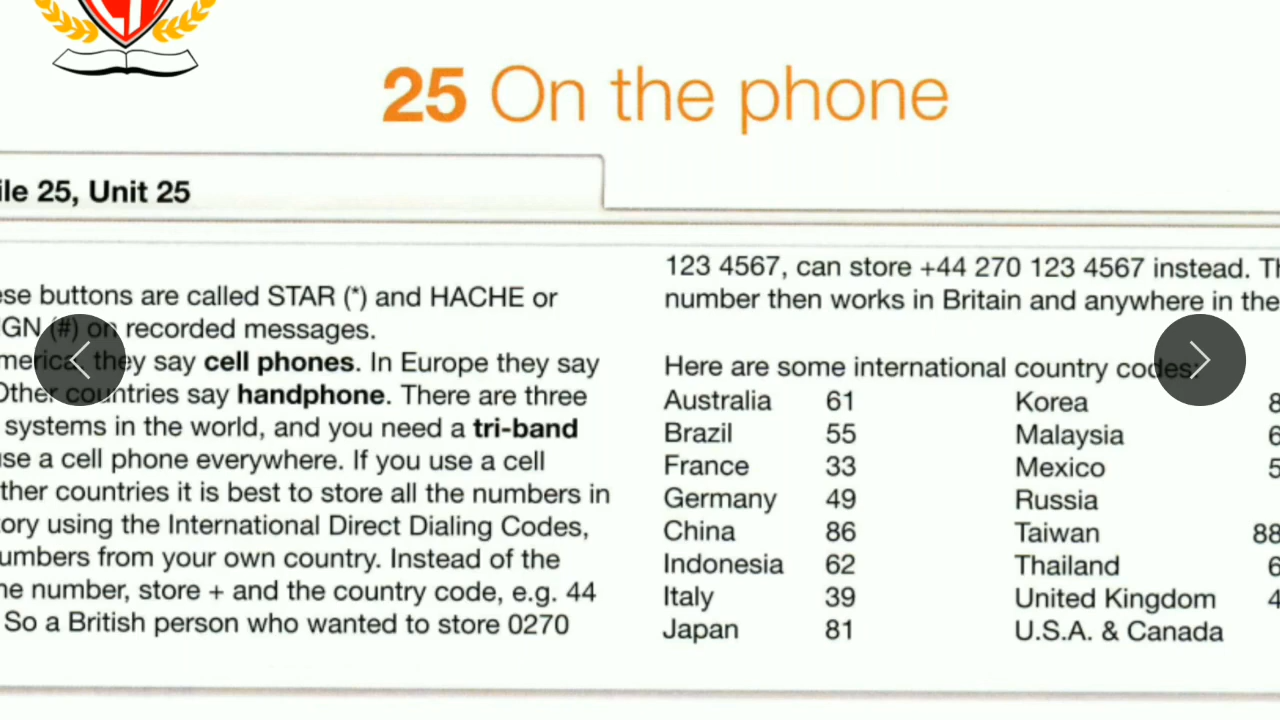 25 On the phone
ile 25, Unit 25
ese buttons are called STAR (*) and HACHE or
IGN (#) on recorded messages.
merica, they say cell phones. In Europe they say
Other countries say handphone. There are three
systems in the world, and you need a tri-band
use a cell phone everywhere. If you use a cell
ther countries it is best to store all the numbers in
ory using the International Direct Dialing Codes,
umbers from your own country. Instead of the
ne number, store + and the country code, e.g. 44
So a British person who wanted to store 0270
123 4567, can store +44 270 123 4567 instead. Th
number then works in Britain and anywhere in the
Here are some international country codes:
Australia 61 Korea 8
Brazil 55 Malaysia 6
France 33 Mexico 5
Germany 49 Russia
China 86 Taiwan 88
Indonesia 62 Thailand 6
Italy 39 United Kingdom 4
Japan 81 U.S.A. & Canada